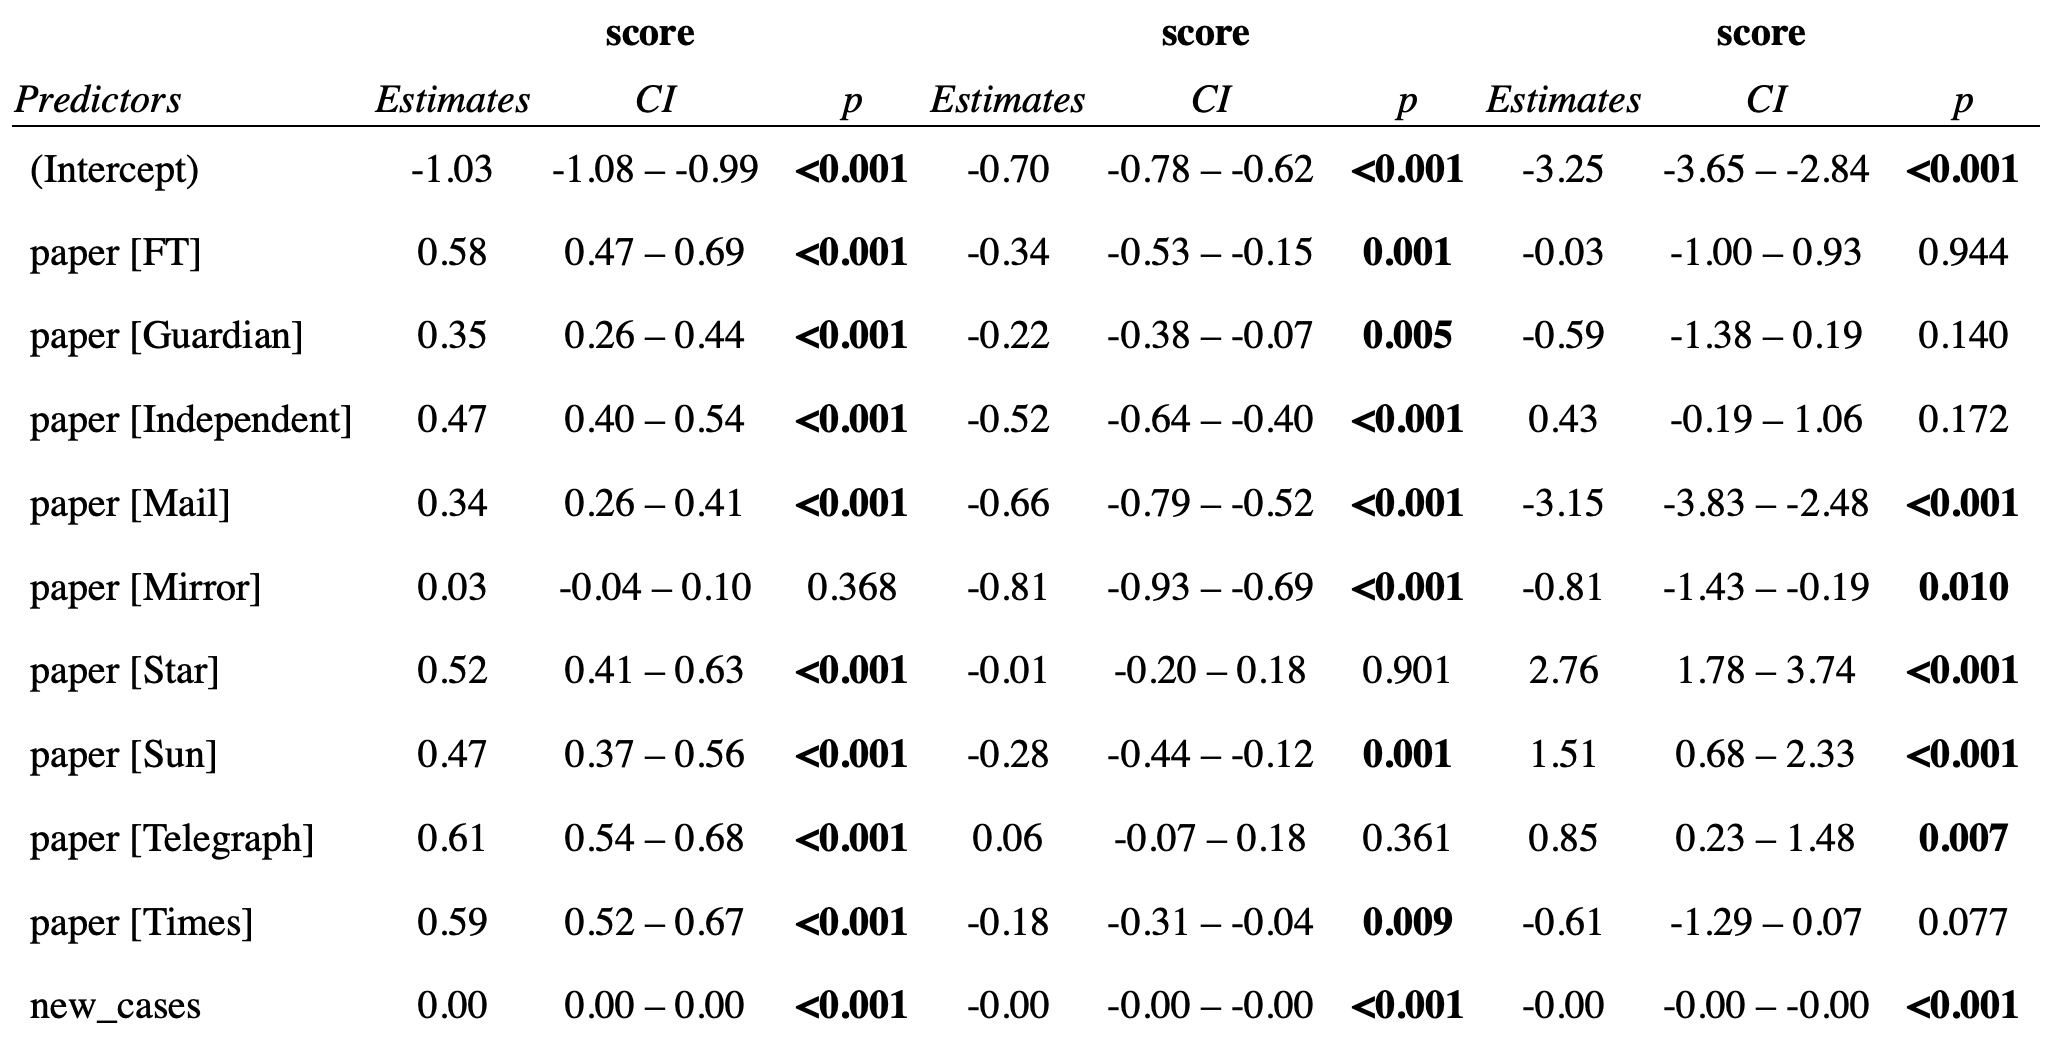 score score score
Predictors Estimates CI p Estimates CI p Estimates CI p
(Intercept) -1.03 -1.08 – -0.99 <0.001 -0.70 -0.78 – -0.62 <0.001 -3.25 -3.65 – -2.84 <0.001
paper [FT] 0.58 0.47 – 0.69 <0.001 -0.34 -0.53 – -0.15 0.001 -0.03 -1.00 – 0.93 0.944
paper [Guardian] 0.35 0.26 – 0.44 <0.001 -0.22 -0.38 – -0.07 0.005 -0.59 -1.38 – 0.19 0.140
paper [Independent] 0.47 0.40 – 0.54 <0.001 -0.52 -0.64 – -0.40 <0.001 0.43 -0.19 – 1.06 0.172
paper [Mail] 0.34 0.26 – 0.41 <0.001 -0.66 -0.79 – -0.52 <0.001 -3.15 -3.83 – -2.48 <0.001
paper [Mirror] 0.03 -0.04 – 0.10 0.368 -0.81 -0.93 – -0.69 <0.001 -0.81 -1.43 – -0.19 0.010
paper [Star] 0.52 0.41 – 0.63 <0.001 -0.01 -0.20 – 0.18 0.901 2.76 1.78 – 3.74 <0.001
paper [Sun] 0.47 0.37 – 0.56 <0.001 -0.28 -0.44 – -0.12 0.001 1.51 0.68 – 2.33 <0.001
paper [Telegraph] 0.61 0.54 – 0.68 <0.001 0.06 -0.07 – 0.18 0.361 0.85 0.23 – 1.48 0.007
paper [Times] 0.59 0.52 – 0.67 <0.001 -0.18 -0.31 – -0.04 0.009 -0.61 -1.29 – 0.07 0.077
new_cases 0.00 0.00 – 0.00 <0.001 -0.00 -0.00 – -0.00 <0.001 -0.00 -0.00 – -0.00 <0.001